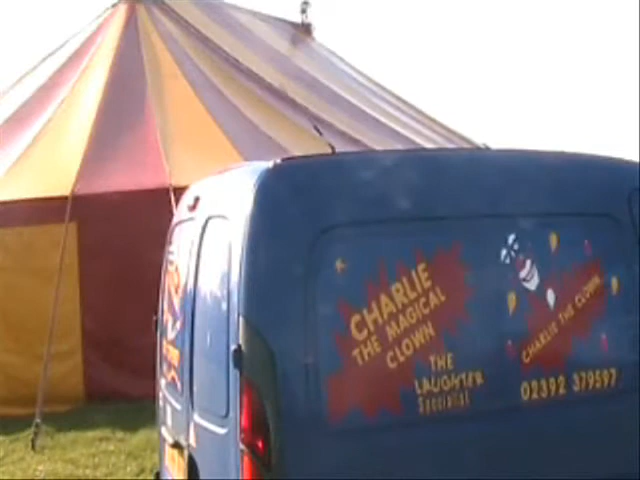 CHARLIE
THE MAGICAL
CLOWN
THE
LAUGHTER
Specialist
CHARLIE THE CLOWN
02392 379597